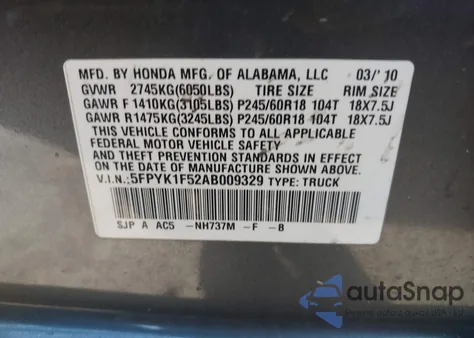 MFD. BY HONDA MFG. OF ALABAMA, LLC 03/'10
GVWR 2745KG(6050LBS) TIRE SIZE RIM SIZE
GAWR F 1410KG(3105LBS) P245/60R18 104T 18X7.5J
GAWR R1475KG(3245LBS) P245/60R18 104T 18X7.5J
THIS VEHICLE CONFORMS TO ALL APPLICABLE
FEDERAL MOTOR VEHICLE SAFETY
AND THEFT PREVENTION STANDARDS IN EFFECT
ON THE DATE OF MANUFACTURE SHOWN ABOVE.
V.I.N.: 5FPYK1F52AB009329 TYPE: TRUCK
SJP A AC5 -NH737M -F -B
autoSnap